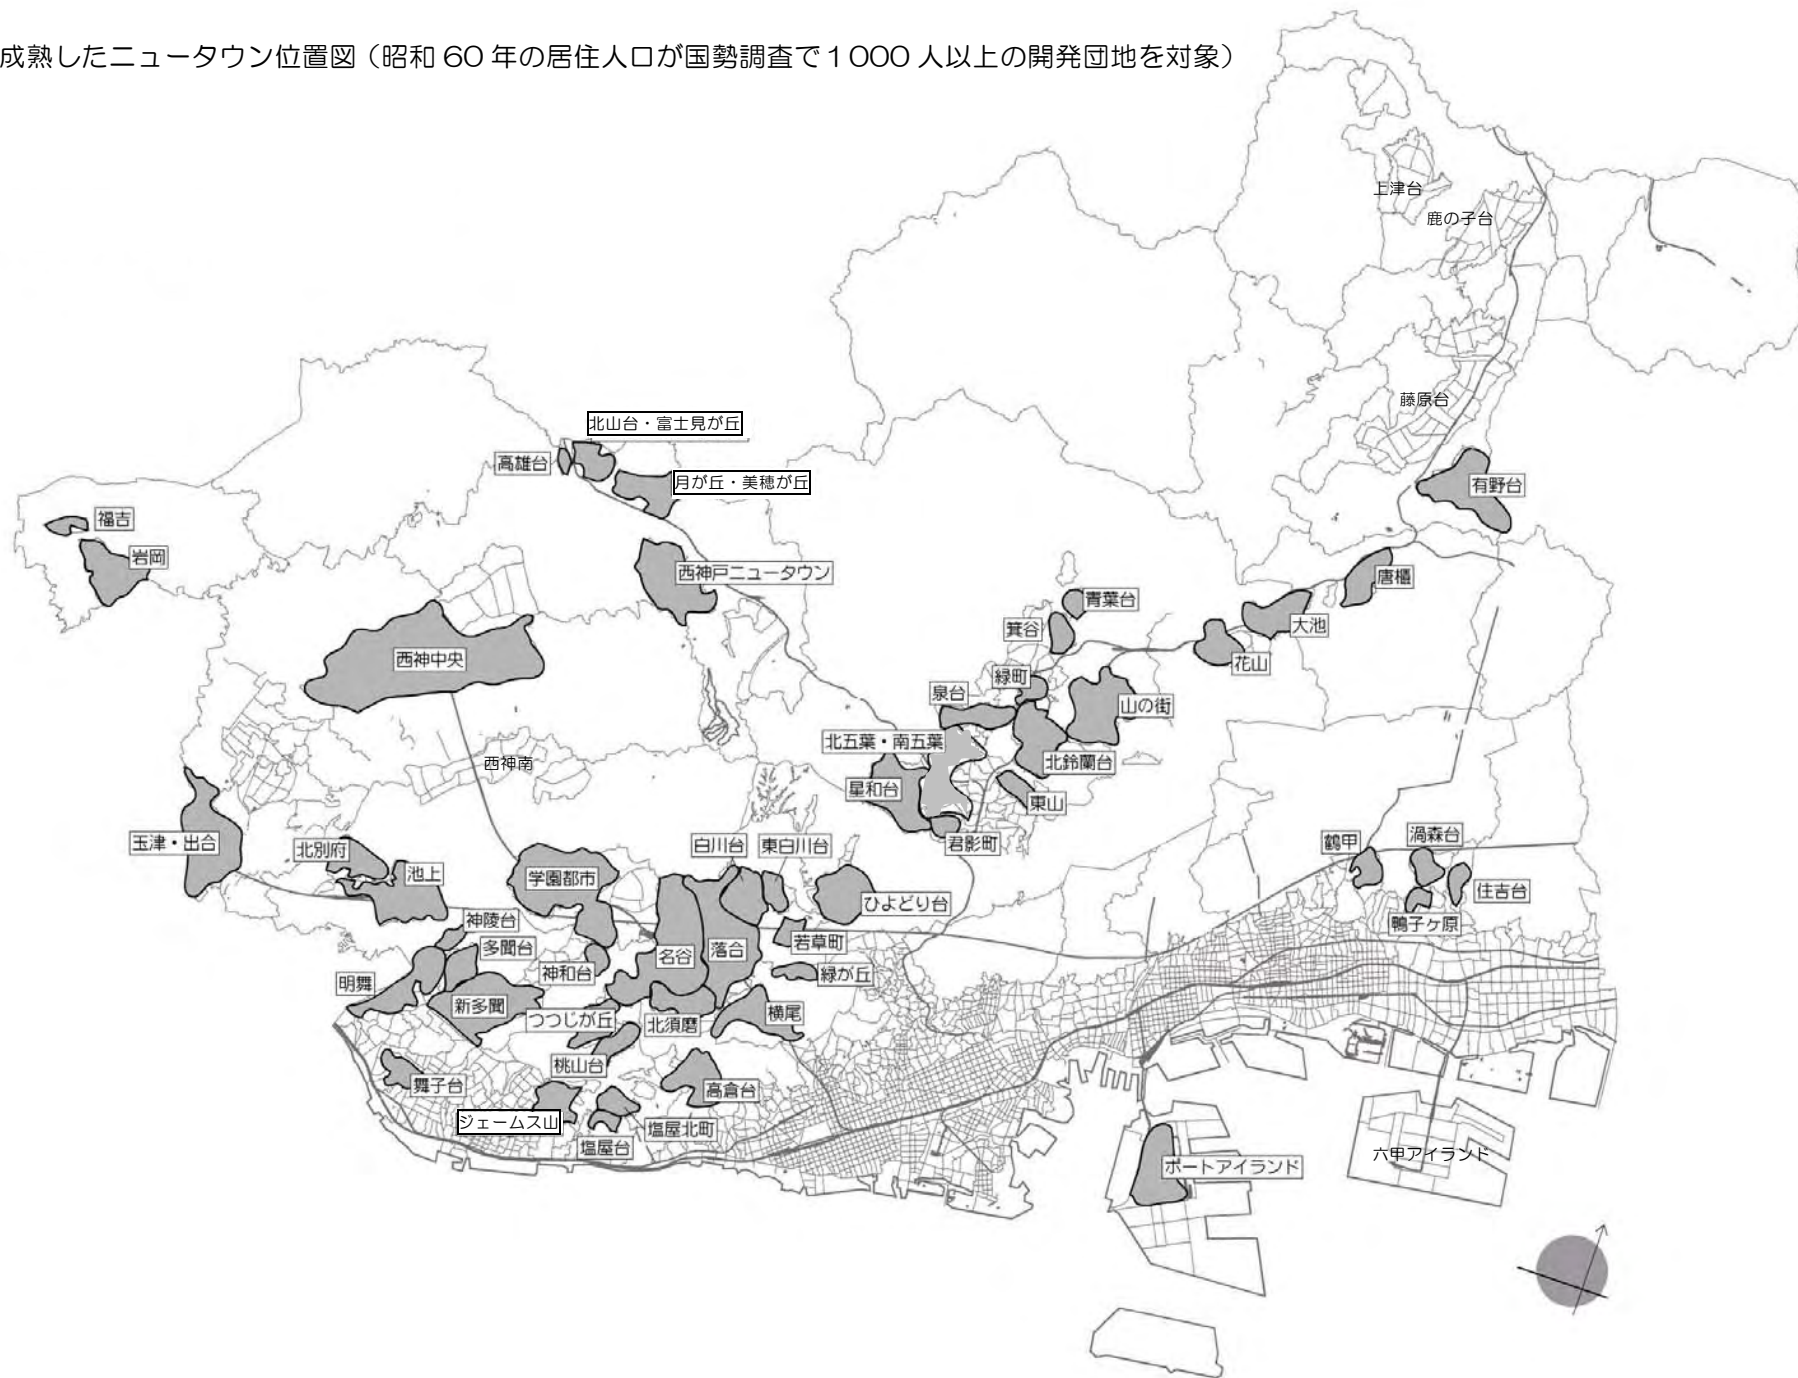 成熟したニュータウン位置図（昭和 60 年の居住人口が国勢調査で１０００ 人以上の開発団地を対象）
上津台
鹿の子台
藤原台
北山台・富士見が丘
高雄台
月が丘・美穂が丘
有野台
福吉
岩岡
西神戸ニュータウン
唐櫃
青葉台
箕谷
大池
西神中央
花山
緑町
泉台
山の街
北五葉・南五葉
西神南
北鈴蘭台
星和台
東山
玉津・出合
北別府
白川台
東白川台
君影町
鶴甲
渦森台
池上
学園都市
住吉台
ひよどり台
神陵台
鴨子ヶ原
多聞台
若草町
落合
名谷
神和台
緑が丘
明舞
新多聞
つつじが丘
北須磨
横尾
桃山台
舞子台
高倉台
ジェームス山
塩屋北町
塩屋台
六甲アイランド
ポートアイランド